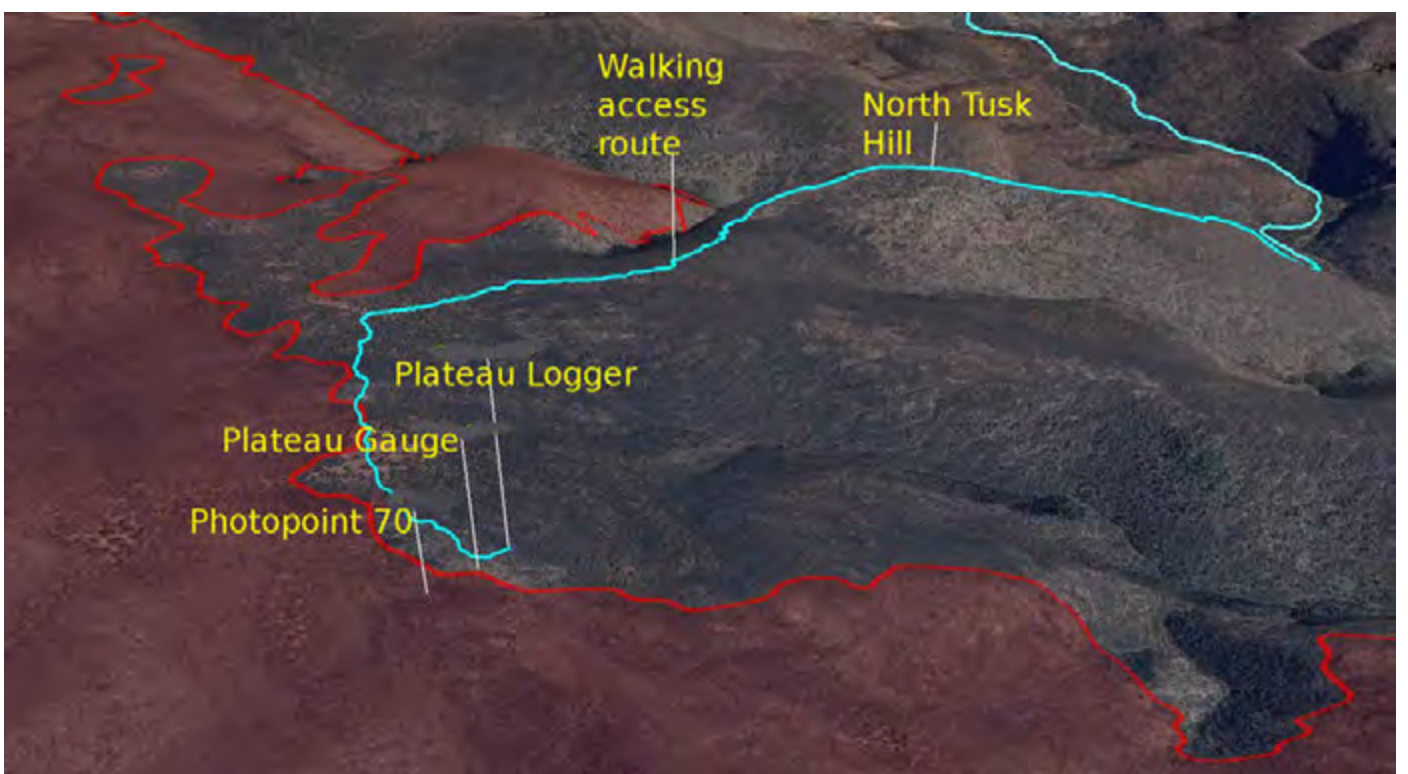 Walking
access
route
North Tusk
Hill
Plateau Logger
Plateau Gauge
Photopoint 70